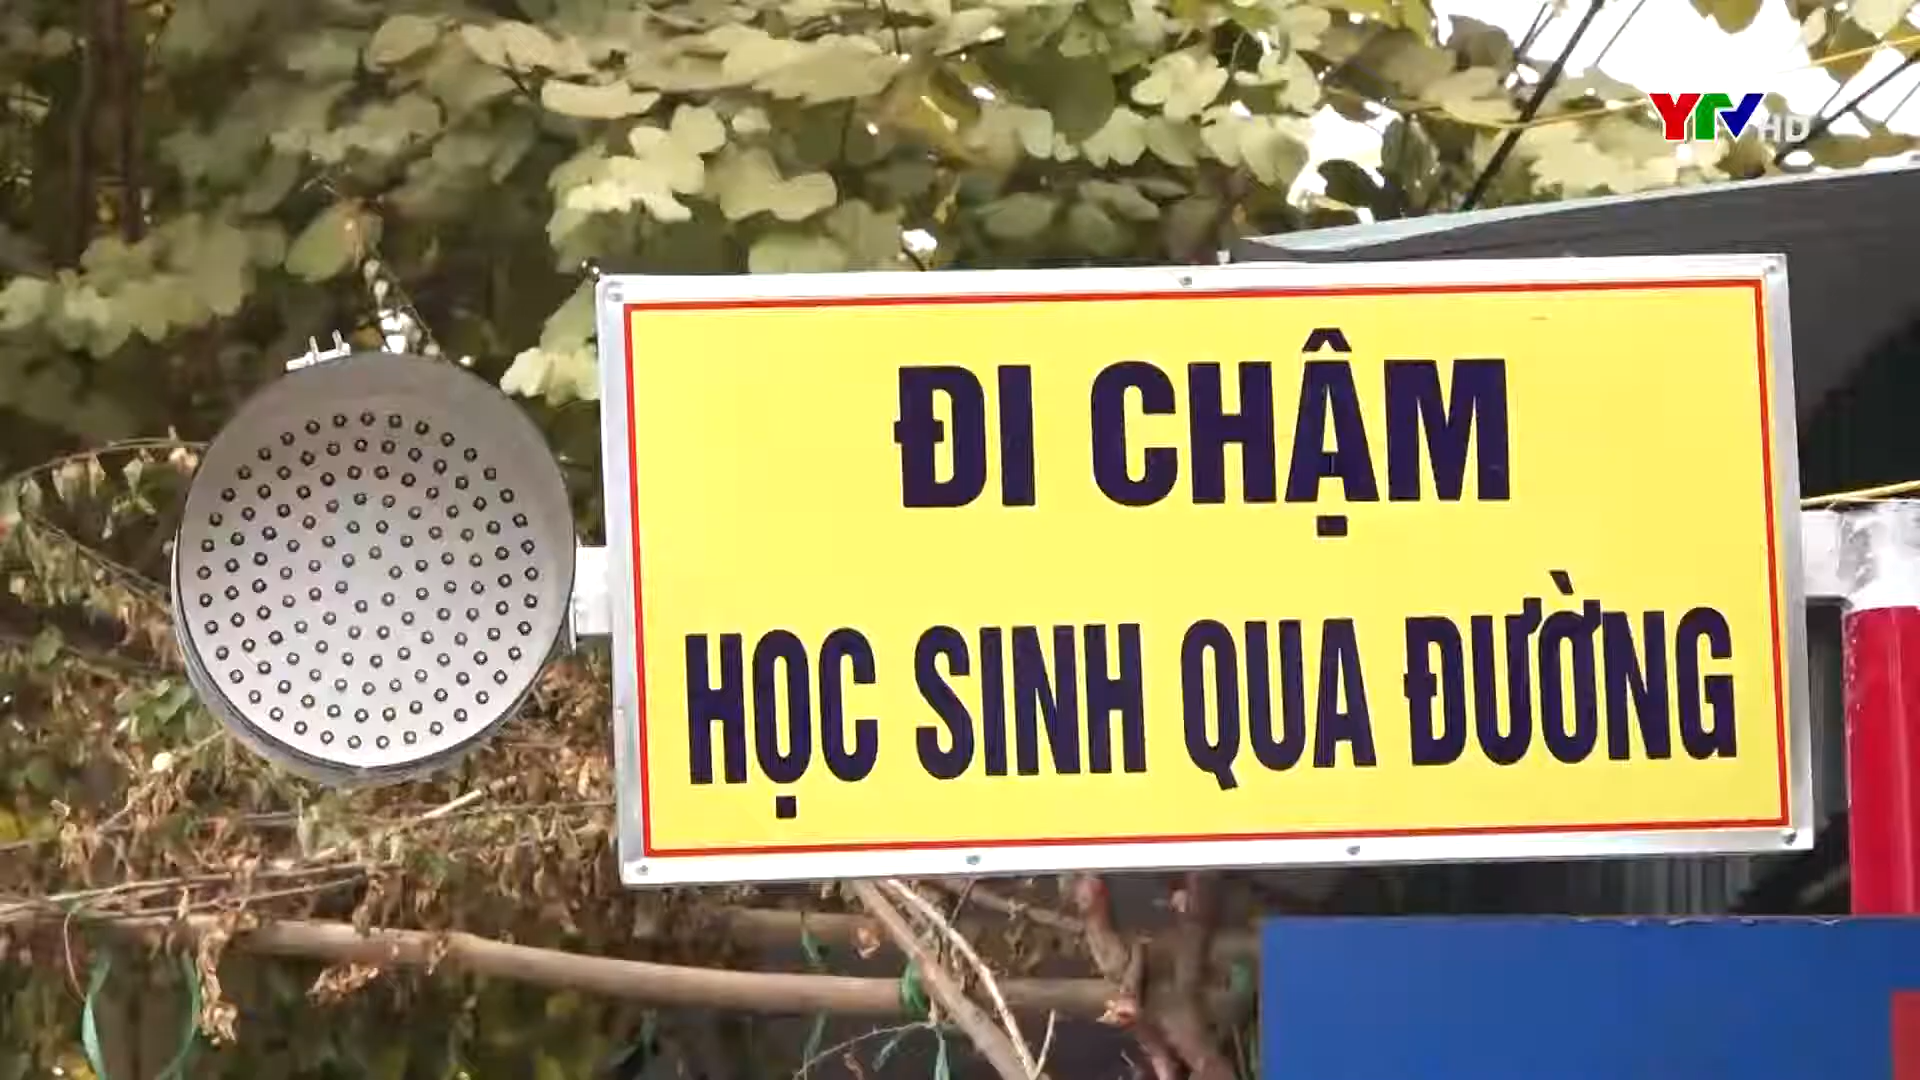 YTV HD
ĐI CHẬM
HỌC SINH QUA ĐƯỜNG